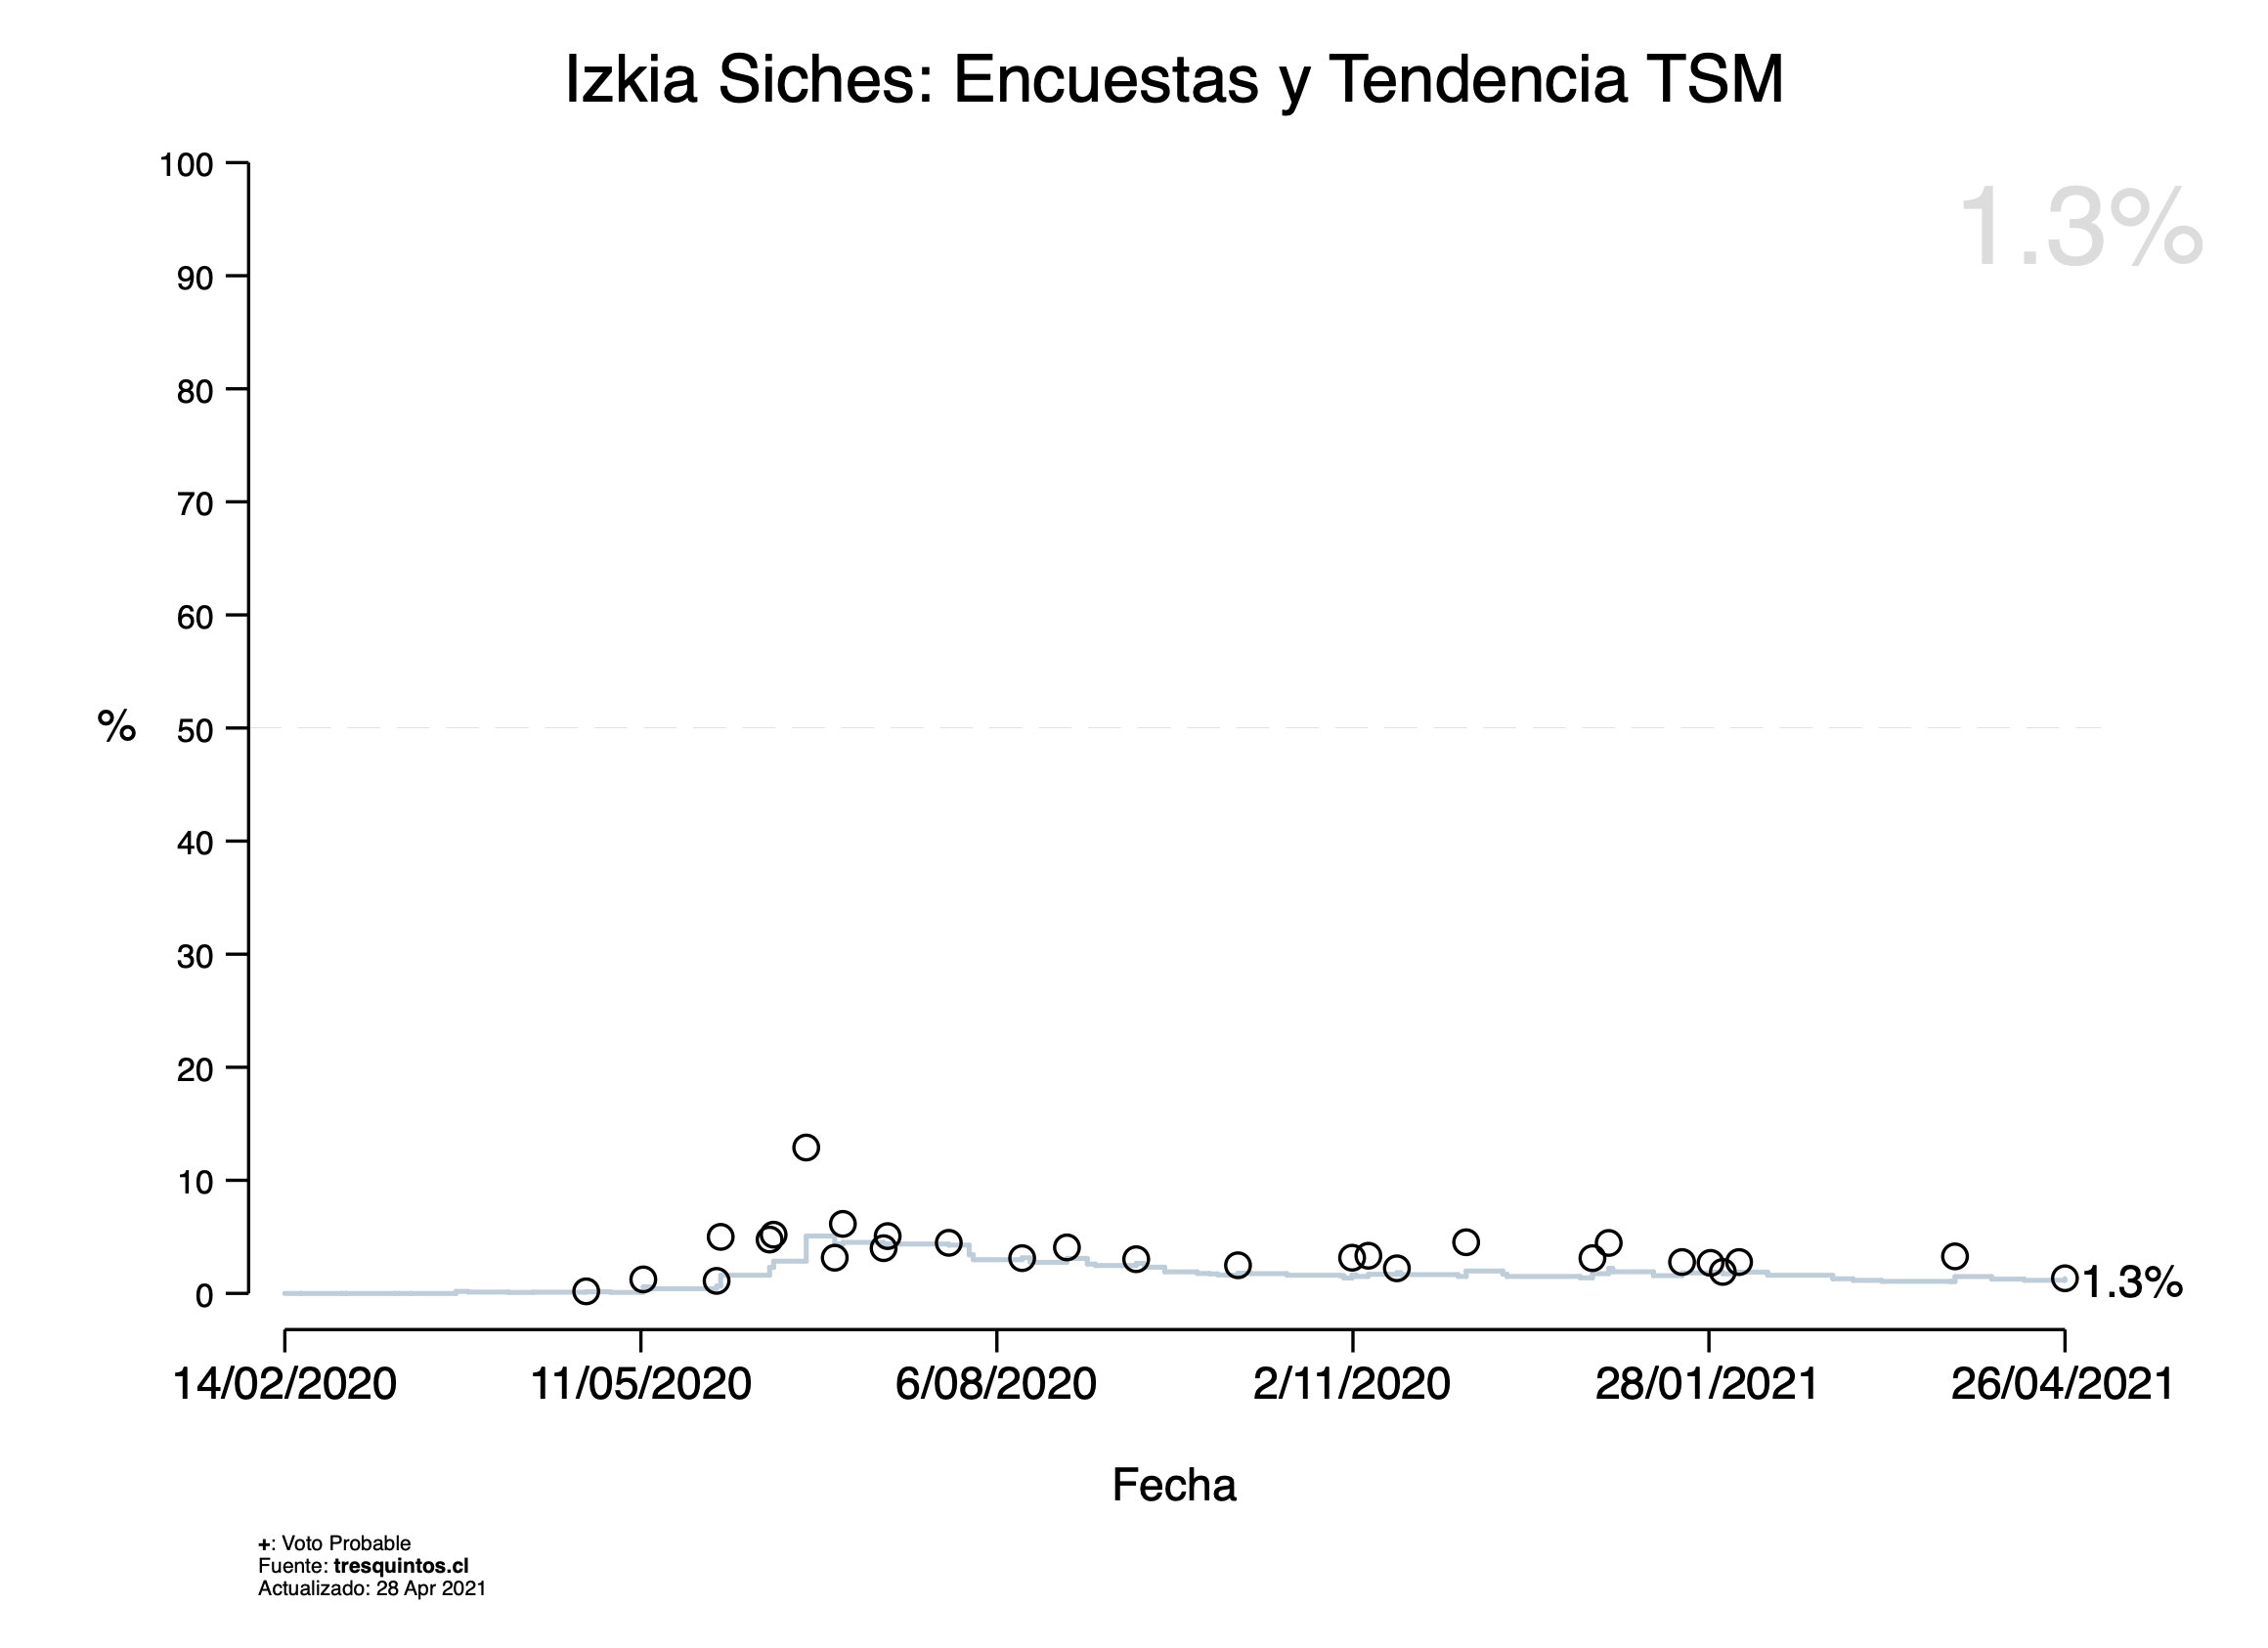 Izkia Siches: Encuestas y Tendencia TSM
1.3%
100
90
80
70
60
50
40
30
20
10
0
%
1.3%
14/02/2020 11/05/2020 6/08/2020 2/11/2020 28/01/2021 26/04/2021
Fecha
+: Voto Probable
Fuente: tresquintos.cl
Actualizado: 28 Apr 2021